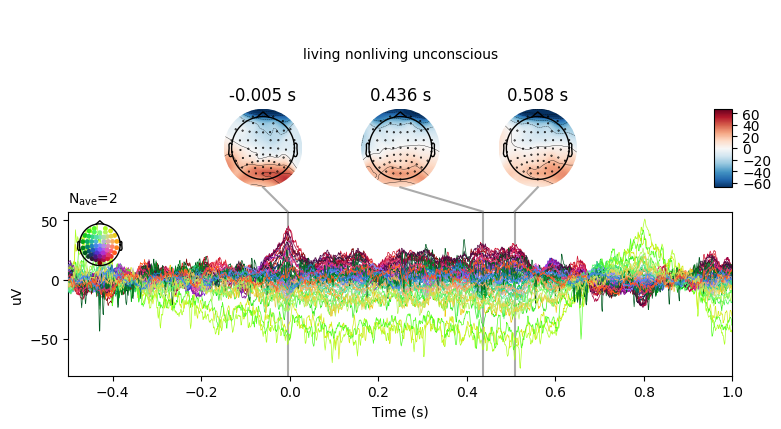 living nonliving unconscious
-0.005 s 0.436 s 0.508 s
60
40
20
0
−20
−40
−60
Nave=2
50
0
−50
uV
−0.4 −0.2 0.0 0.2 0.4 0.6 0.8 1.0
Time (s)